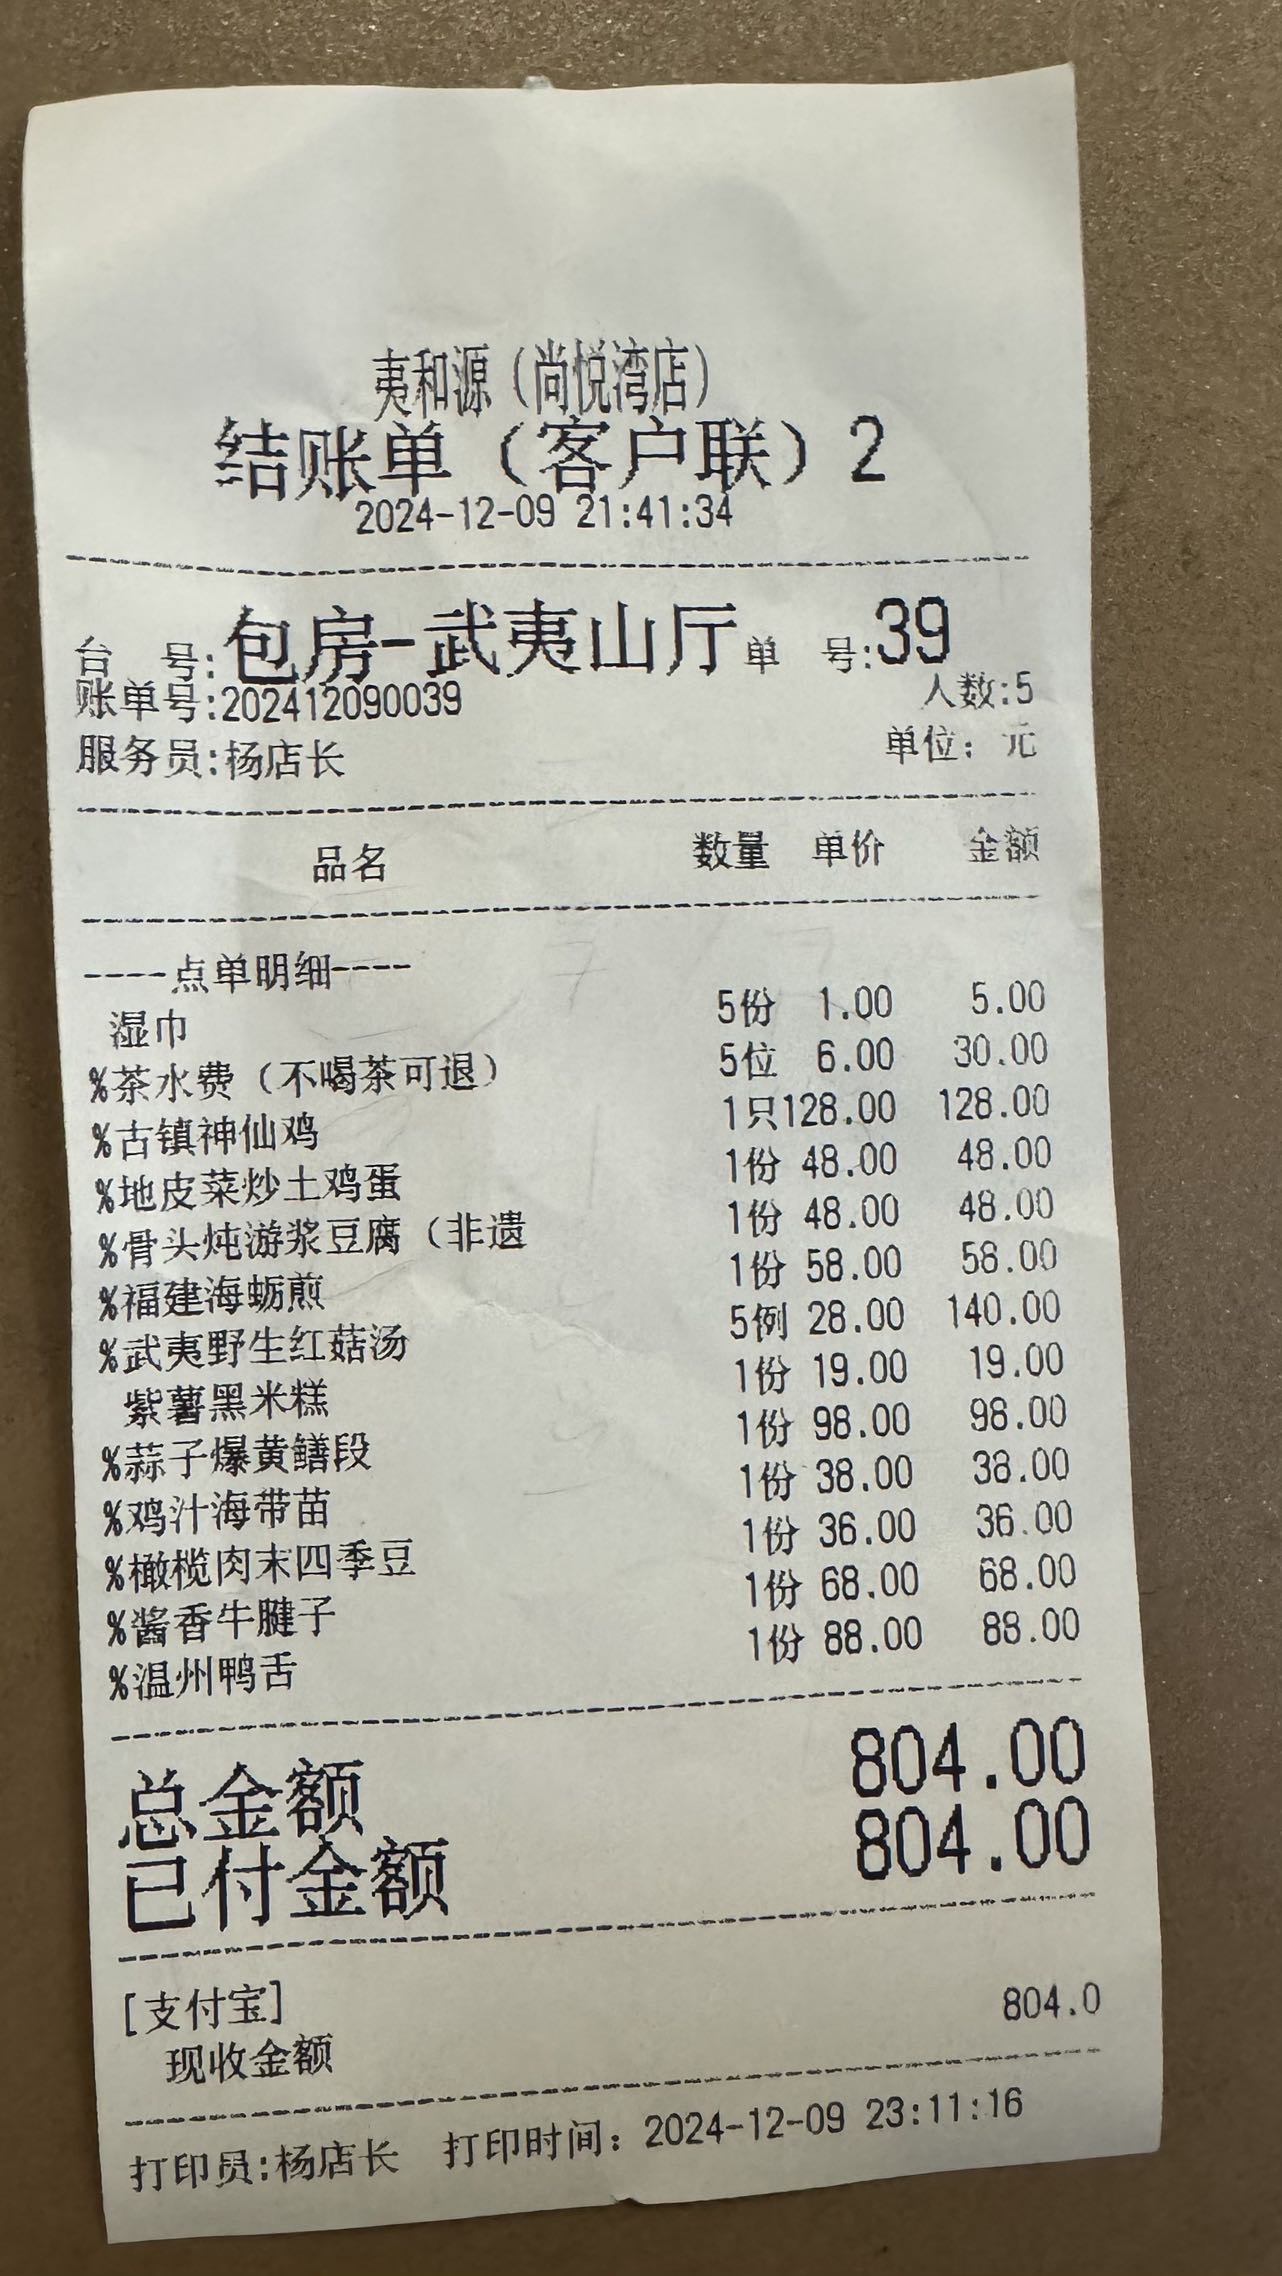 夷和源（尚悦湾店）
结账单（客户联）2
2024-12-09 21:41:34
台　号:包房-武夷山厅 单　号:39
账单号:202412090039 人数:5
服务员:杨店长 单位：元
品名 数量 单价 金额
----点单明细----
湿巾 5份 1.00 5.00
%茶水费（不喝茶可退） 5位 6.00 30.00
%古镇神仙鸡 1只128.00 128.00
%地皮菜炒土鸡蛋 1份 48.00 48.00
%骨头炖游浆豆腐（非遗 1份 48.00 48.00
%福建海蛎煎 1份 58.00 58.00
%武夷野生红菇汤 5例 28.00 140.00
紫薯黑米糕 1份 19.00 19.00
%蒜子爆黄鳝段 1份 98.00 98.00
%鸡汁海带苗 1份 38.00 38.00
%橄榄肉末四季豆 1份 36.00 36.00
%酱香牛腱子 1份 68.00 68.00
%温州鸭舌 1份 88.00 88.00
总金额 804.00
已付金额 804.00
[支付宝]
现收金额 804.0
打印员:杨店长 打印时间：2024-12-09 23:11:16